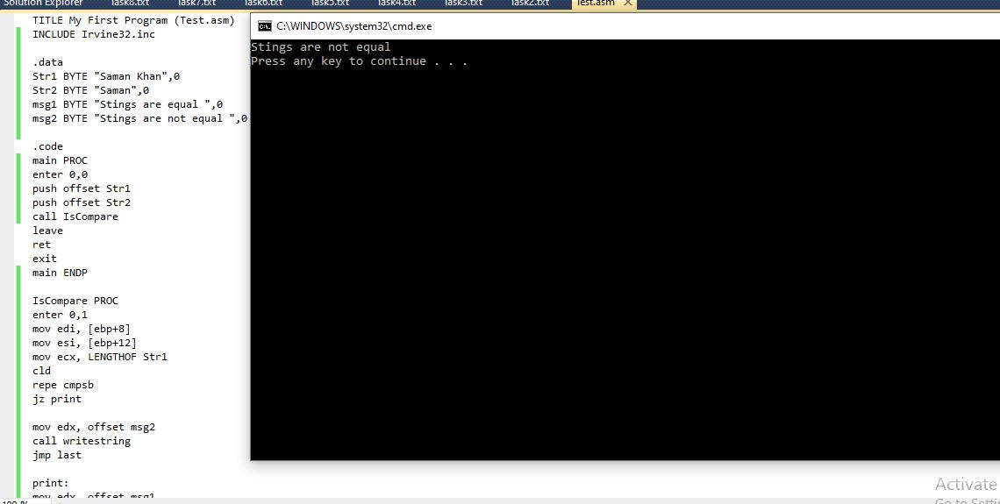 Solution Explorer Task8.txt Task7.txt Task6.txt Task5.txt Task4.txt Task3.txt Task2.txt Test.asm
TITLE My First Program (Test.asm)
INCLUDE Irvine32.inc
.data
Str1 BYTE "Saman Khan",0
Str2 BYTE "Saman",0
msg1 BYTE "Stings are equal ",0
msg2 BYTE "Stings are not equal ",0
.code
main PROC
enter 0,0
push offset Str1
push offset Str2
call IsCompare
leave
ret
exit
main ENDP
IsCompare PROC
enter 0,1
mov edi, [ebp+8]
mov esi, [ebp+12]
mov ecx, LENGTHOF Str1
cld
repe cmpsb
jz print
mov edx, offset msg2
call writestring
jmp last
print:
mov edx, offset msg1
100 %
C:\WINDOWS\system32\cmd.exe
Stings are not equal
Press any key to continue . . .
Activate
Go to Setti